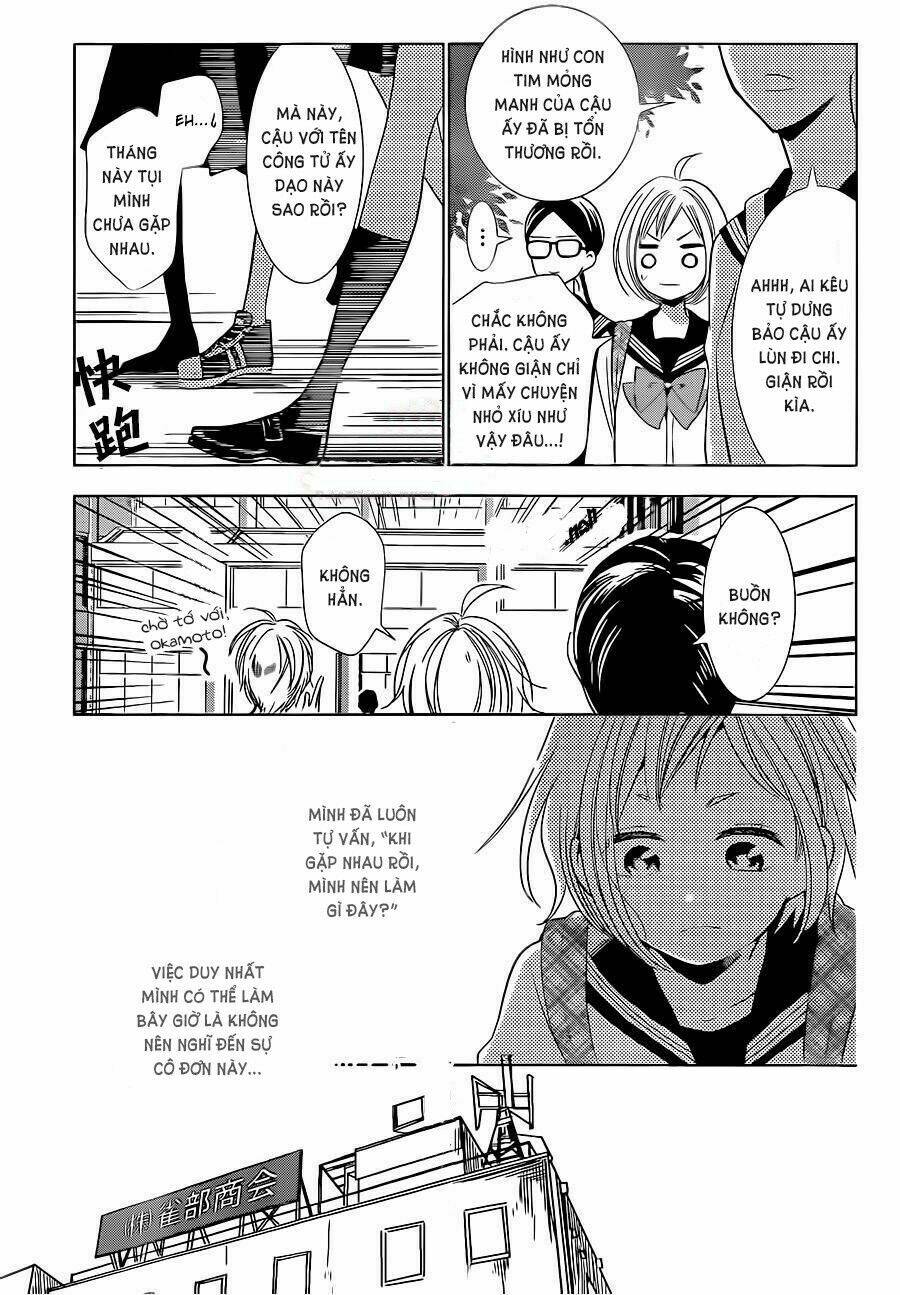 HÌNH NHƯ CON
TIM MỎNG
MANH CỦA CẬU
ẤY ĐÃ BỊ TỔN
THƯƠNG RỒI.
AHHH, AI KÊU
TỰ DƯNG
BẢO CẬU ẤY
LÙN ĐI CHI.
GIẬN RỒI
KÌA.
...
CHẮC KHÔNG
PHẢI. CẬU ẤY
KHÔNG GIẬN CHỈ
VÌ MẤY CHUYỆN
NHỎ XÍU NHƯ
VẬY ĐÂU...!
MÀ NÀY,
CẬU VỚI TÊN
CÔNG TỬ ẤY
DẠO NÀY
SAO RỒI?
EH...
THÁNG
NÀY TỤI
MÌNH
CHƯA GẶP
NHAU.
快
跑
BUỒN
KHÔNG?
KHÔNG
HẲN.
chờ tớ với,
Okamoto!
MÌNH ĐÃ LUÔN
TỰ VẤN, “KHI
GẶP NHAU RỒI,
MÌNH NÊN LÀM
GÌ ĐÂY?”
VIỆC DUY NHẤT
MÌNH CÓ THỂ LÀM
BÂY GIỜ LÀ KHÔNG
NÊN NGHĨ ĐẾN SỰ
CÔ ĐƠN NÀY...
㈱雀部商会